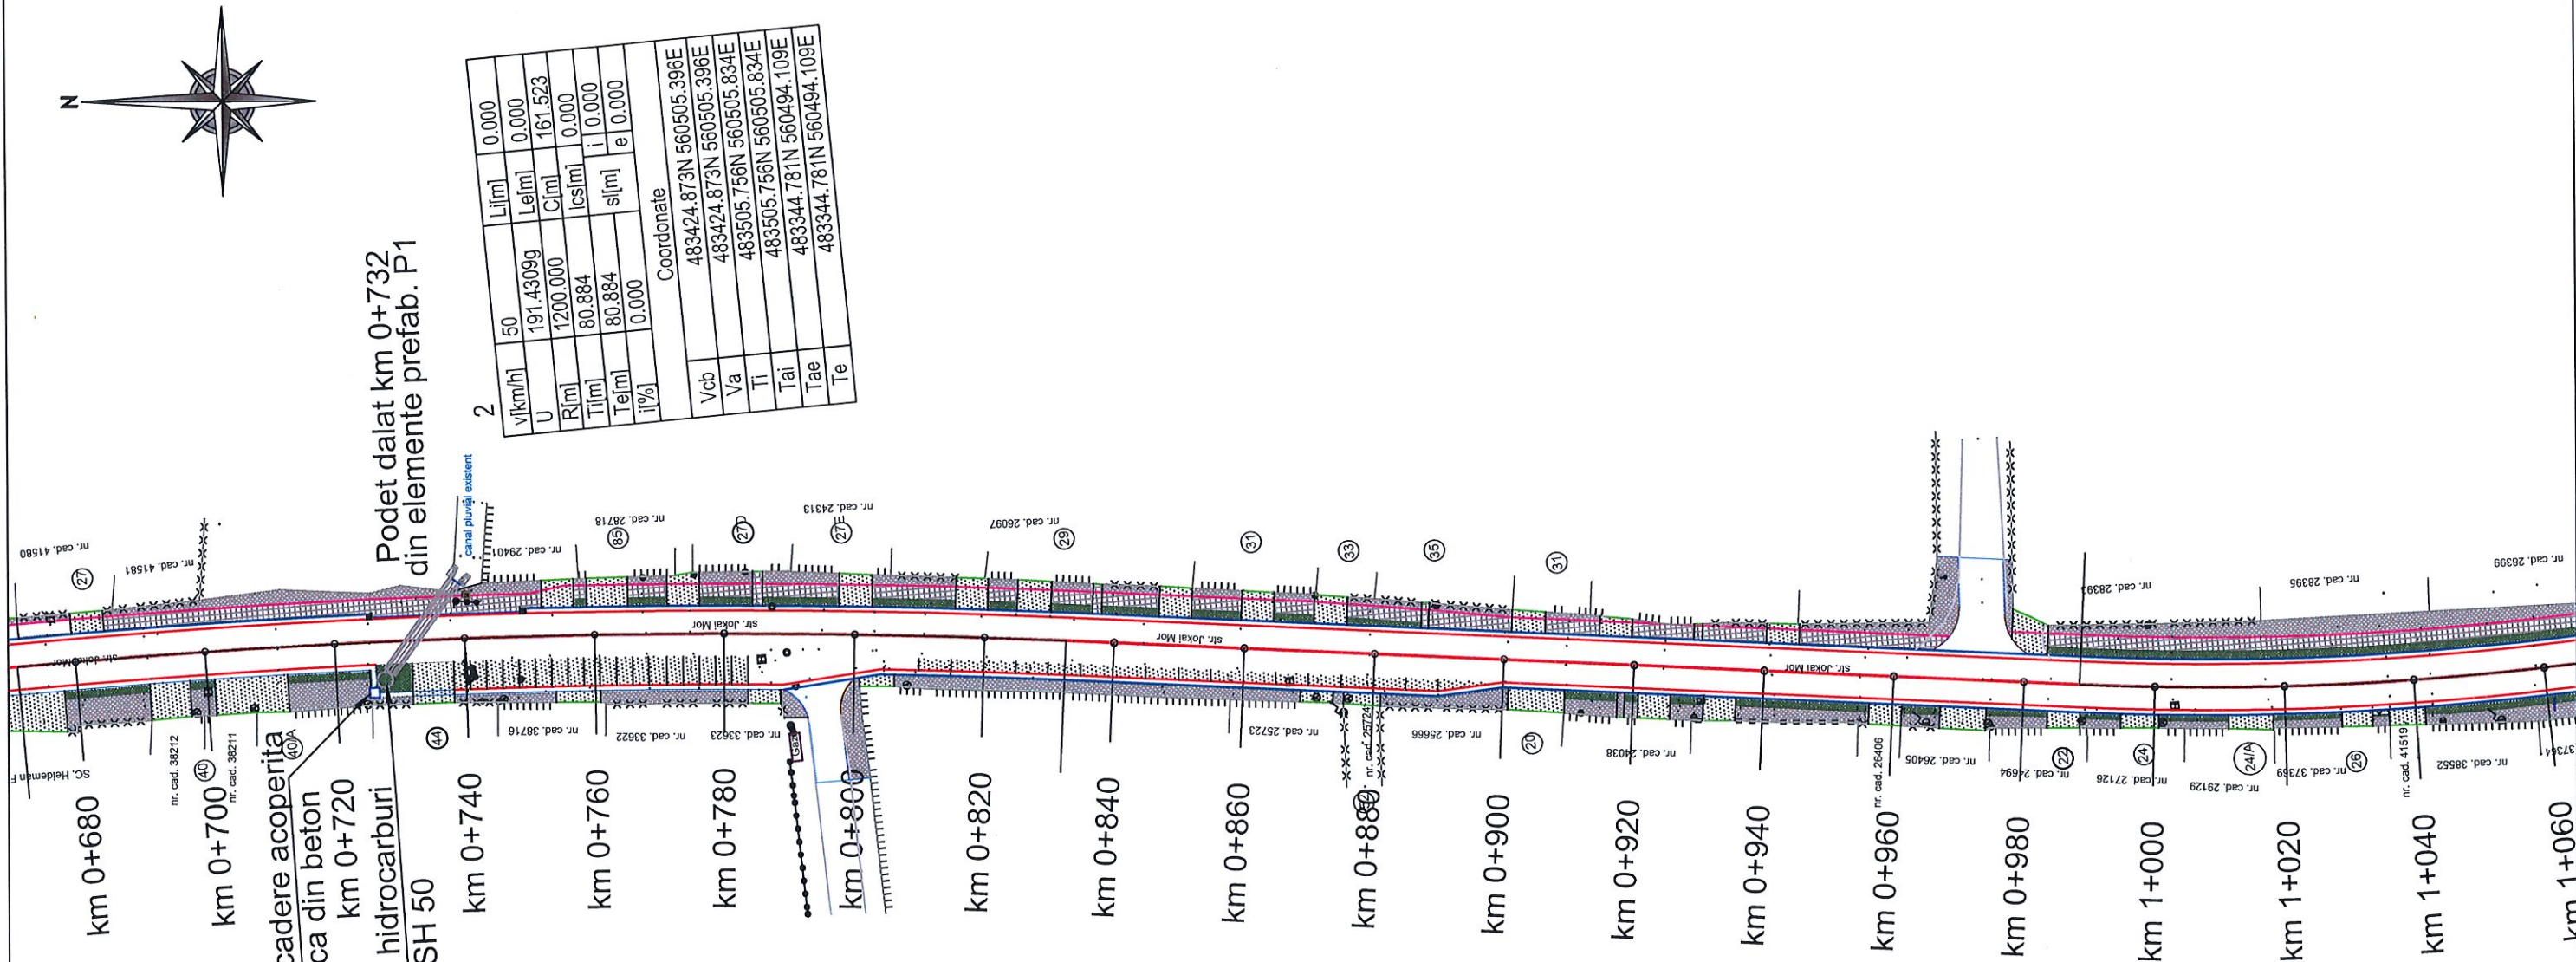 N
2
V[km/h] 50 Li[m] 0.000
U 191.4309g Le[m] 0.000
R[m] 1200.000 C[m] 161.523
Ti[m] 80.884 lcs[m] 0.000
Te[m] 80.884 sl[m] i 0.000
i[%] 0.000 e 0.000
Coordonate
Vcb 483424.873N 560505.396E
Va 483424.873N 560505.396E
Ti 483505.756N 560505.834E
Tai 483505.756N 560505.834E
Tae 483344.781N 560494.109E
Te 483344.781N 560494.109E
Podet dalat km 0+732
din elemente prefab. P1
canal pluvial existent
nr. cad. 41580
27
nr. cad. 41581
nr. cad. 29401
85
nr. cad. 28718
27
nr. cad. 24313
27
nr. cad. 26097
29
31
33
35
31
nr. cad. 28395
nr. cad. 28399
str. Jokai Mor
str. Jokai Mor
str. Jokai Mor
str. Jokai Mor
SC. Heldeman F
nr. cad. 38212
40
nr. cad. 38211
40/A
44
nr. cad. 38716
nr. cad. 33622
nr. cad. 33623
Gaz
nr. cad. 25723
nr. cad. 25724
nr. cad. 25666
20
nr. cad. 24038
nr. cad. 26406
nr. cad. 26405
nr. cad. 24694
22
nr. cad. 27126
24
nr. cad. 29129
24/A
nr. cad. 37369
26
nr. cad. 41519
nr. cad. 38552
37364
cadere acoperita
ca din beton
km 0+720
hidrocarburi
SH 50
km 0+680
km 0+700
km 0+740
km 0+760
km 0+780
km 0+800
km 0+820
km 0+840
km 0+860
km 0+880
km 0+900
km 0+920
km 0+940
km 0+960
km 0+980
km 1+000
km 1+020
km 1+040
km 1+060